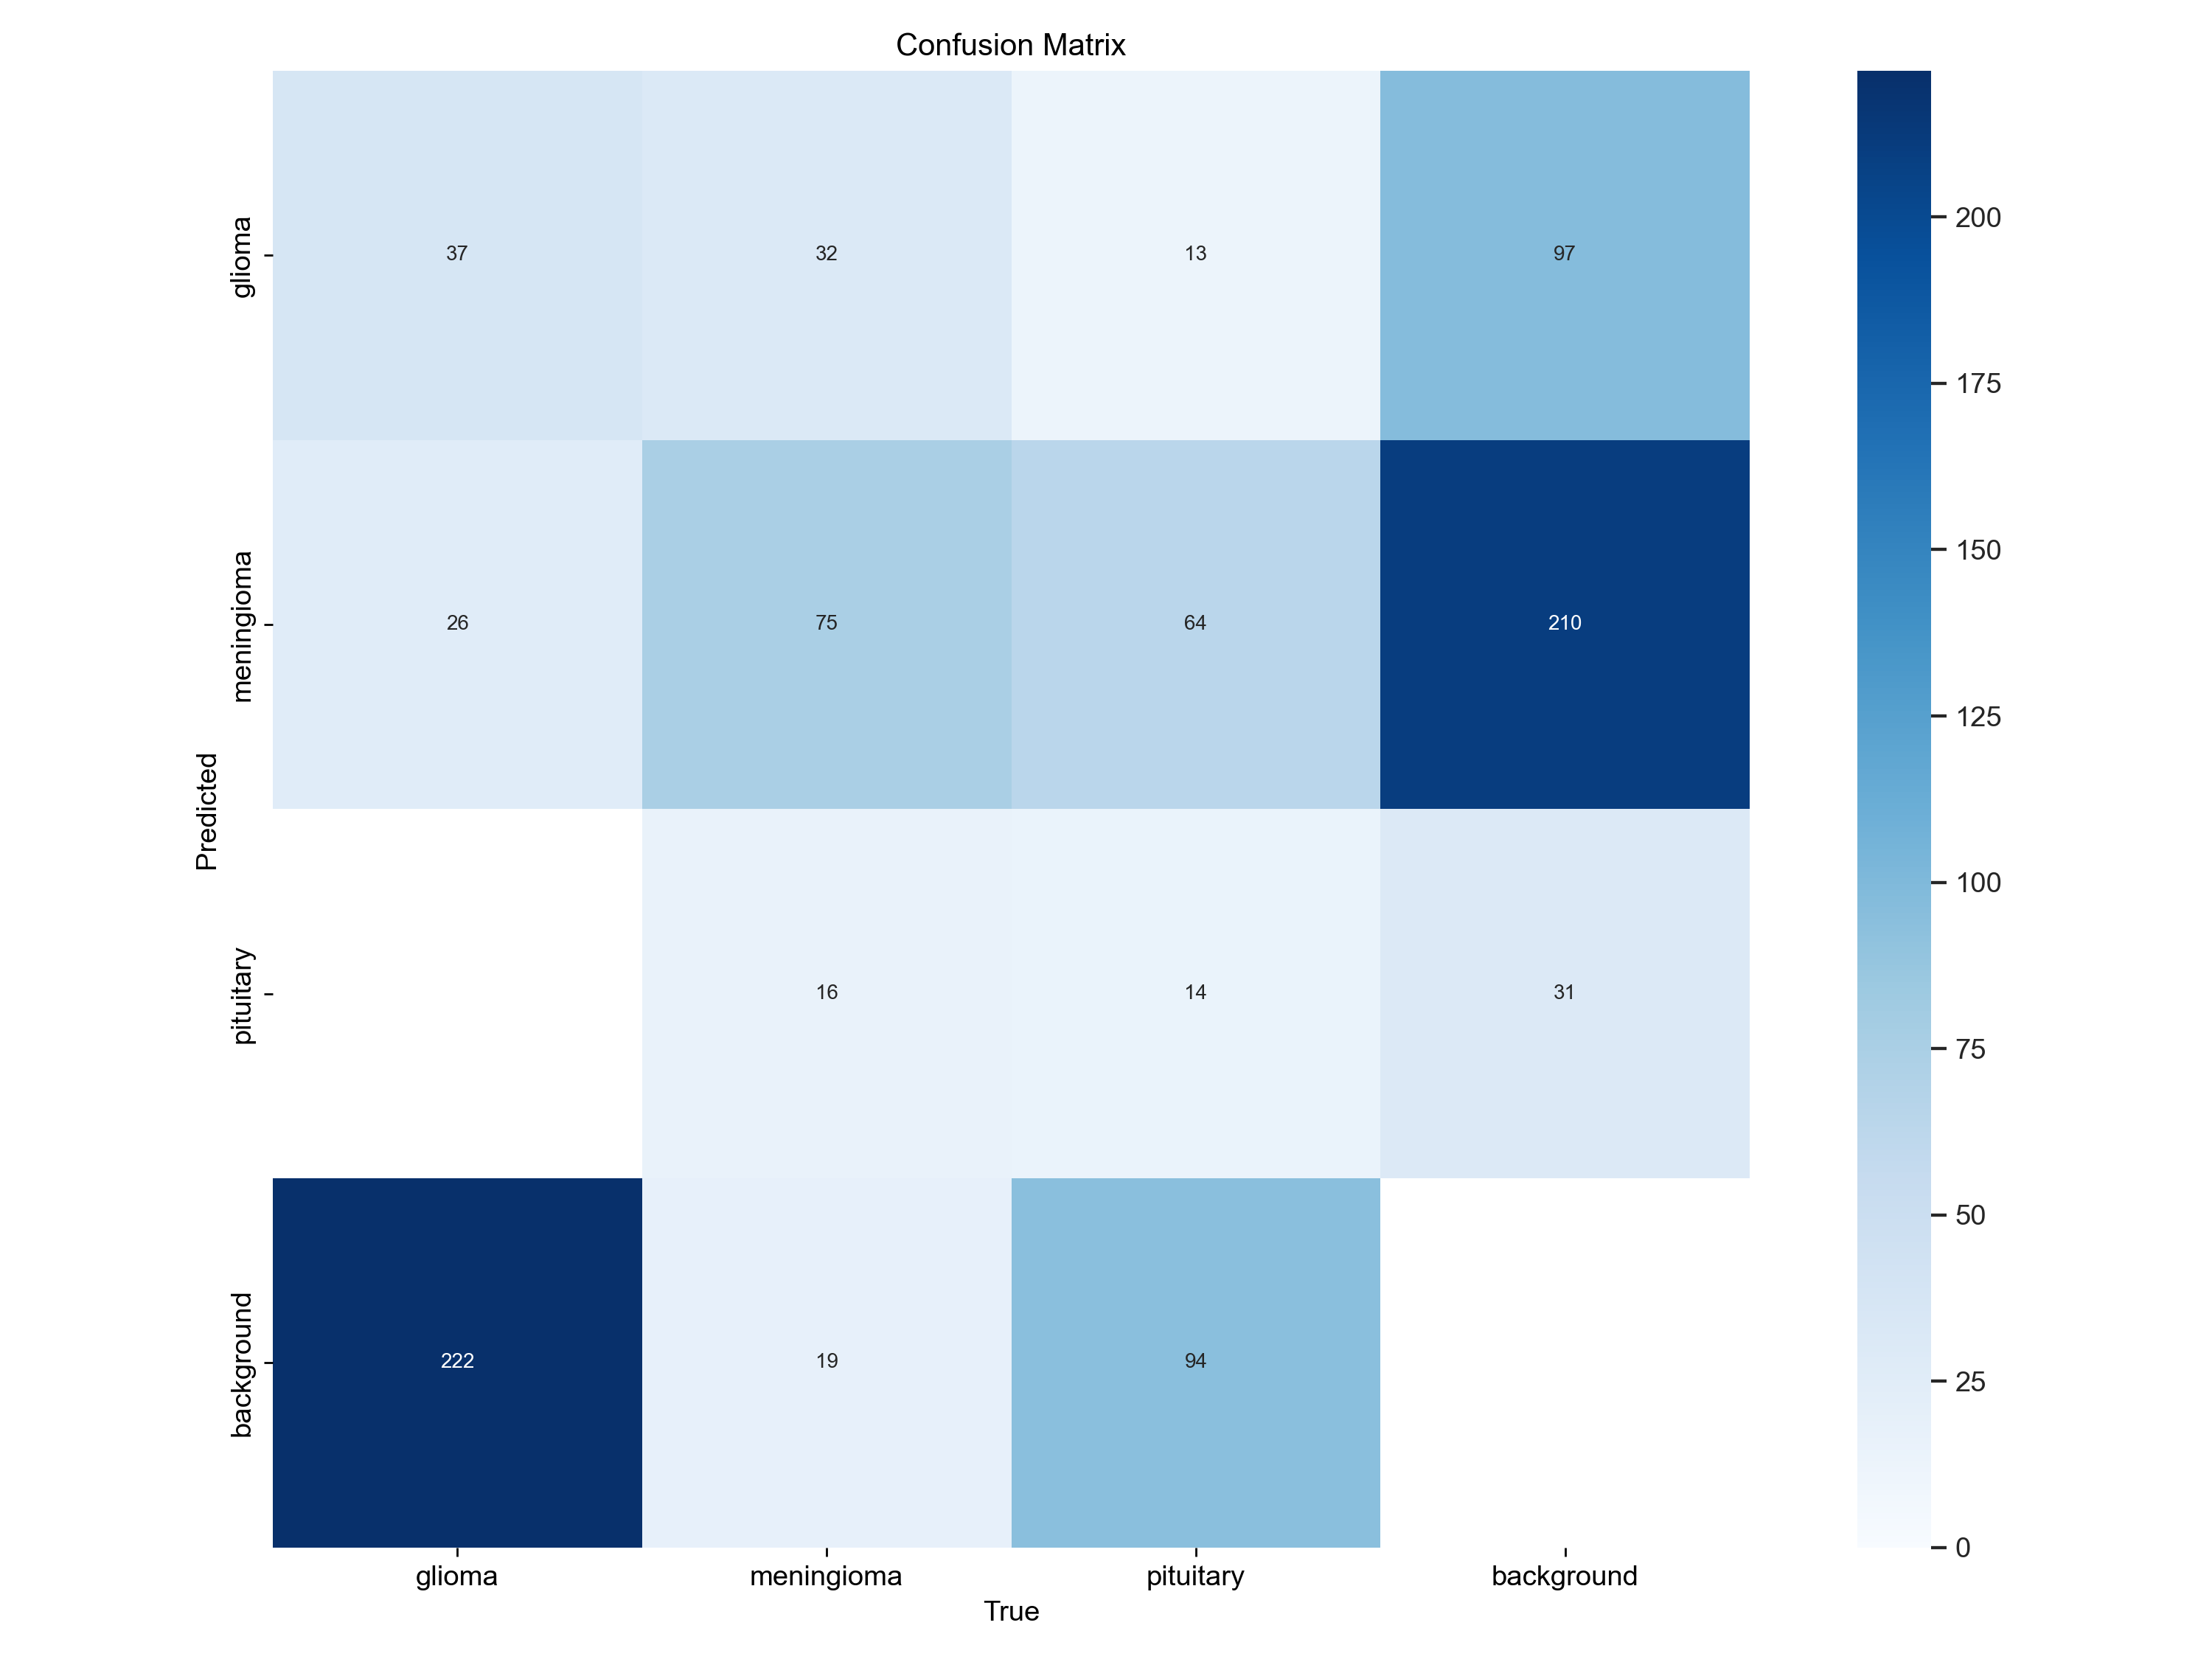 Confusion Matrix
glioma
37 32 13 97
200
175
meningioma
26 75 64 210
150
125
Predicted
100
pituitary
16 14 31
75
50
background
222 19 94
25
0
glioma meningioma pituitary background
True